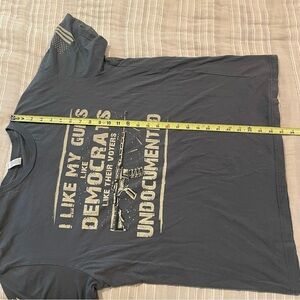 I LIKE MY GUNS
LIKE
DEMOCRATS
LIKE THEIR VOTERS
UNDOCUMENTED